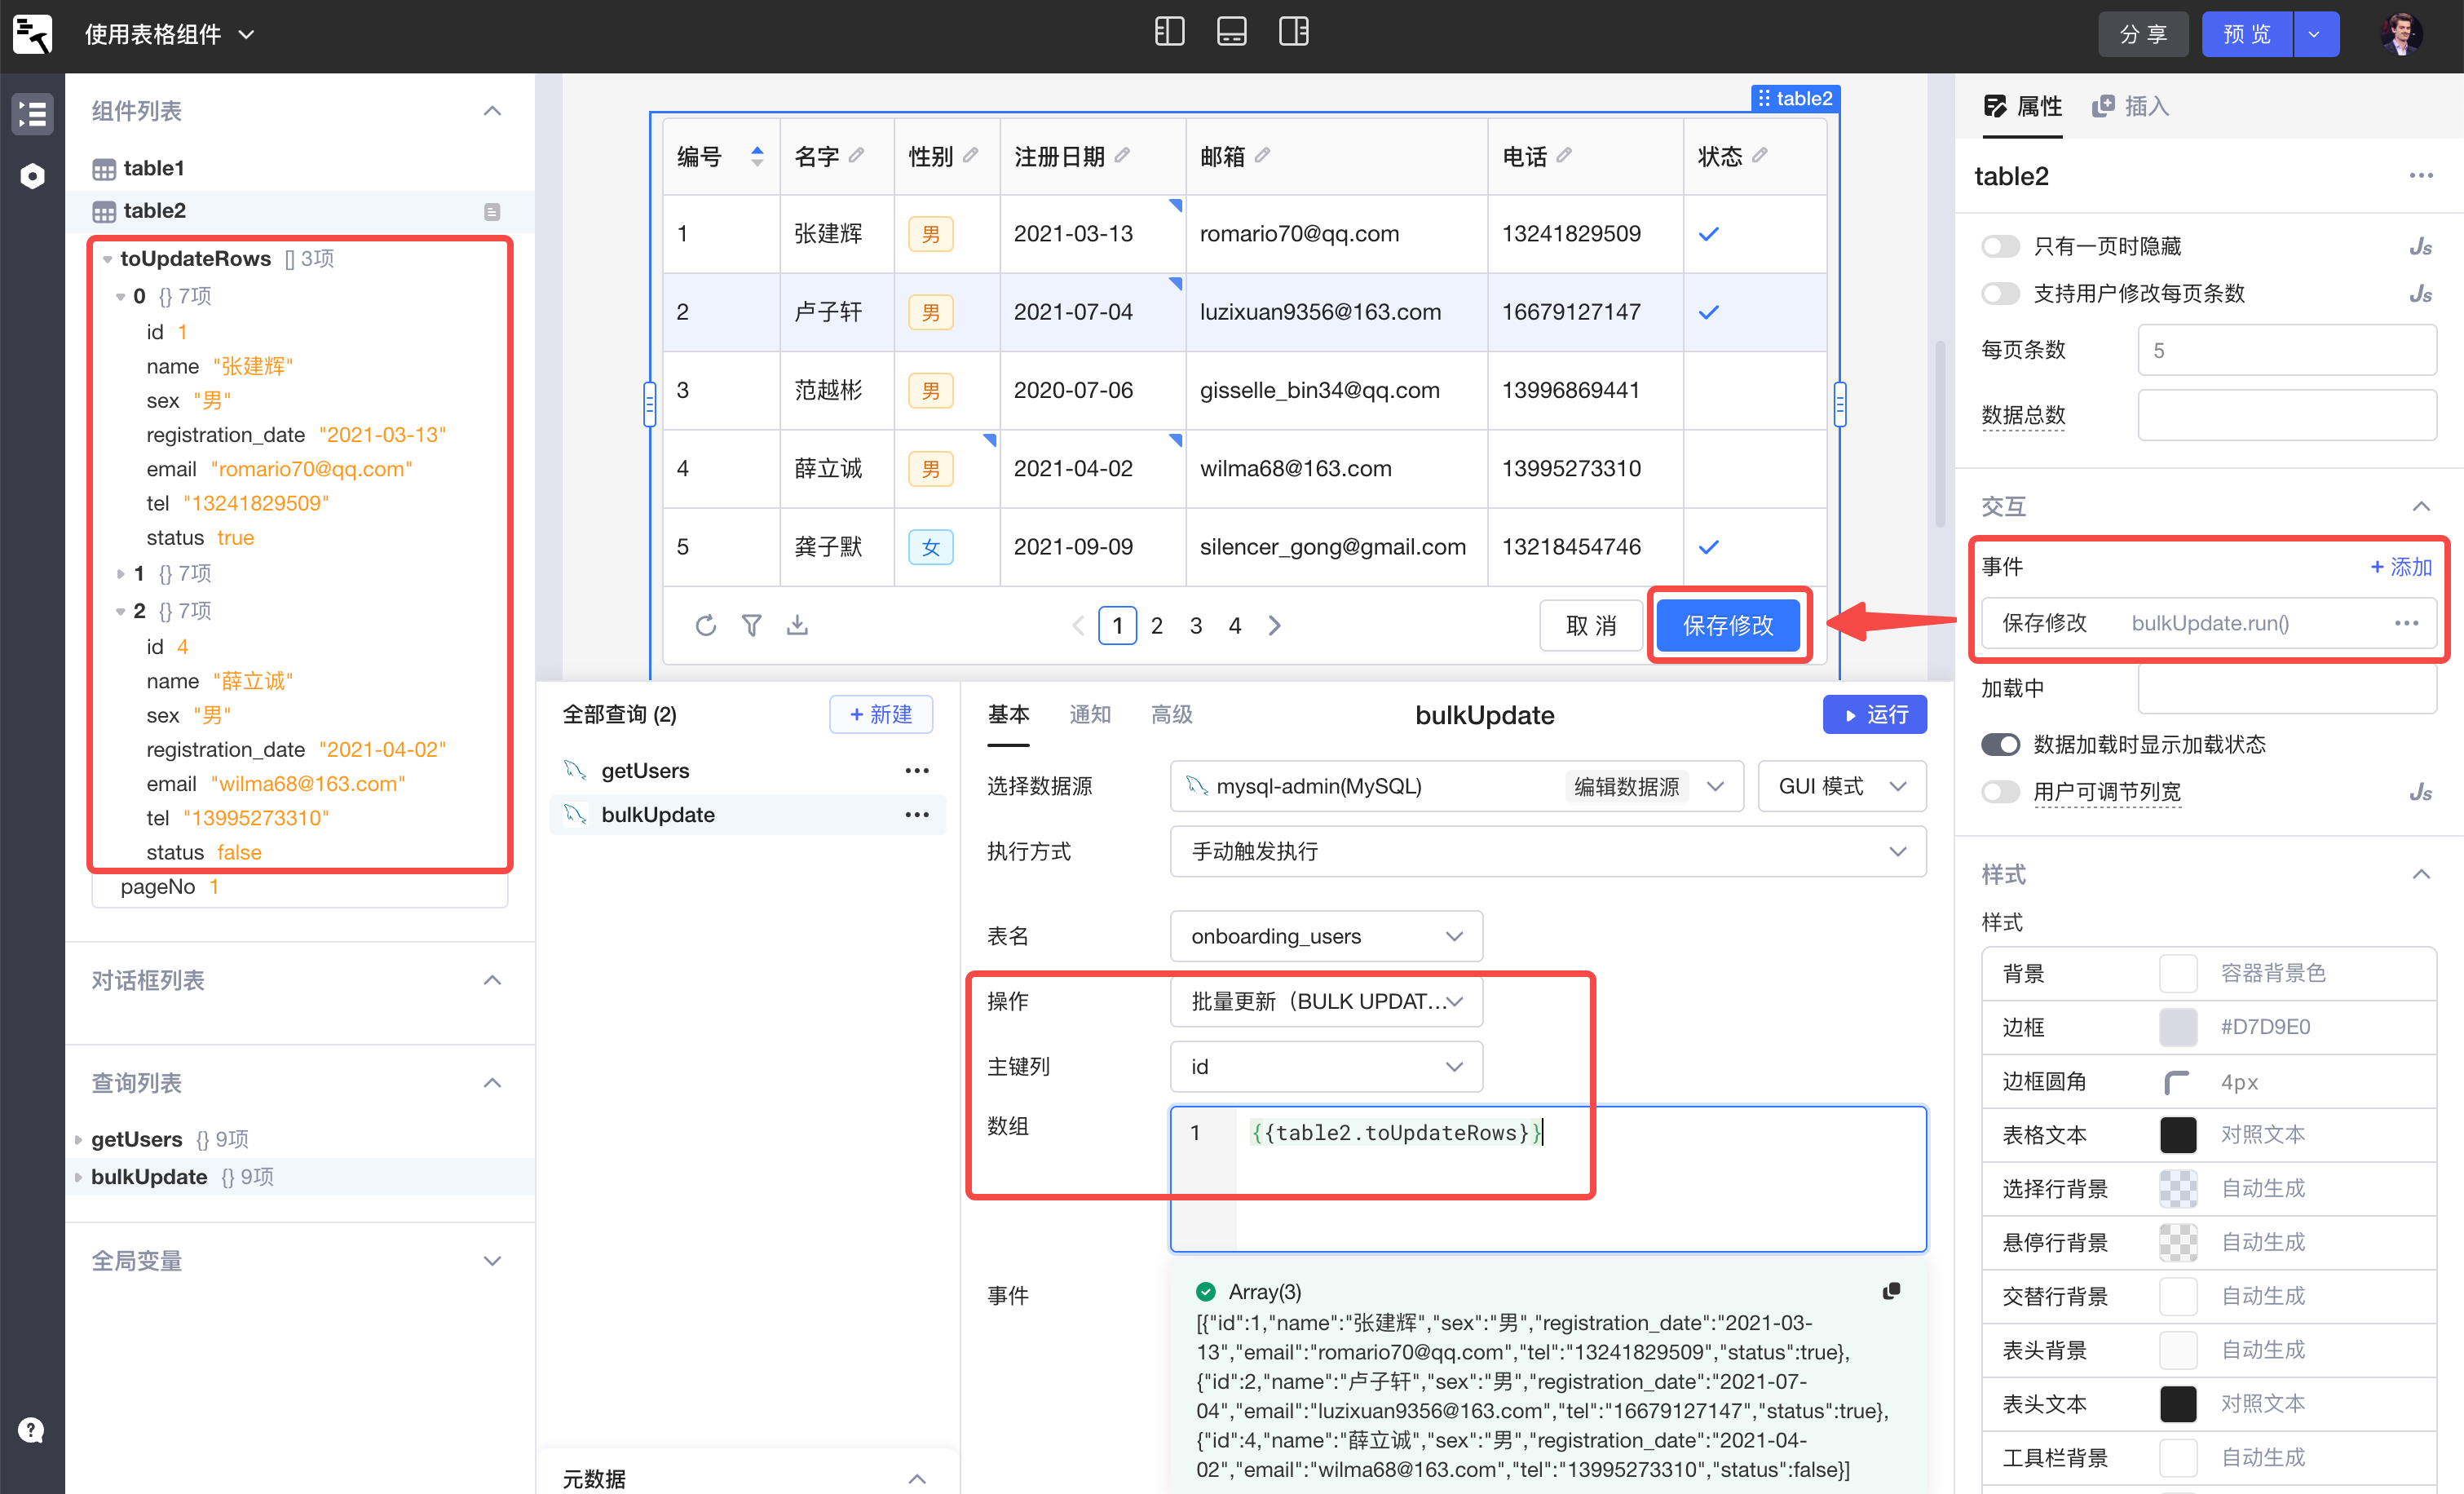 使用表格组件
分享
预览
组件列表
table1
table2
toUpdateRows [] 3项
0 {} 7项
id 1
name "张建辉"
sex "男"
registration_date "2021-03-13"
email "romario70@qq.com"
tel "13241829509"
status true
1 {} 7项
2 {} 7项
id 4
name "薛立诚"
sex "男"
registration_date "2021-04-02"
email "wilma68@163.com"
tel "13995273310"
status false
pageNo 1
对话框列表
查询列表
getUsers {} 9项
bulkUpdate {} 9项
全局变量
table2
编号 名字 性别 注册日期 邮箱 电话 状态
1 张建辉 男 2021-03-13 romario70@qq.com 13241829509
2 卢子轩 男 2021-07-04 luzixuan9356@163.com 16679127147
3 范越彬 男 2020-07-06 gisselle_bin34@qq.com 13996869441
4 薛立诚 男 2021-04-02 wilma68@163.com 13995273310
5 龚子默 女 2021-09-09 silencer_gong@gmail.com 13218454746
1 2 3 4 取消 保存修改
全部查询 (2) + 新建
getUsers
bulkUpdate
元数据
基本 通知 高级 bulkUpdate 运行
选择数据源 mysql-admin(MySQL) 编辑数据源 GUI 模式
执行方式 手动触发执行
表名 onboarding_users
操作 批量更新（BULK UPDAT...
主键列 id
数组 1 {{table2.toUpdateRows}}
事件 Array(3)
[{"id":1,"name":"张建辉","sex":"男","registration_date":"2021-03-
13","email":"romario70@qq.com","tel":"13241829509","status":true},
{"id":2,"name":"卢子轩","sex":"男","registration_date":"2021-07-
04","email":"luzixuan9356@163.com","tel":"16679127147","status":true},
{"id":4,"name":"薛立诚","sex":"男","registration_date":"2021-04-
02","email":"wilma68@163.com","tel":"13995273310","status":false}]
属性 插入
table2
只有一页时隐藏 Js
支持用户修改每页条数 Js
每页条数 5
数据总数
交互
事件 + 添加
保存修改 bulkUpdate.run()
加载中
数据加载时显示加载状态
用户可调节列宽 Js
样式
样式
背景 容器背景色
边框 #D7D9E0
边框圆角 4px
表格文本 对照文本
选择行背景 自动生成
悬停行背景 自动生成
交替行背景 自动生成
表头背景 自动生成
表头文本 对照文本
工具栏背景 自动生成